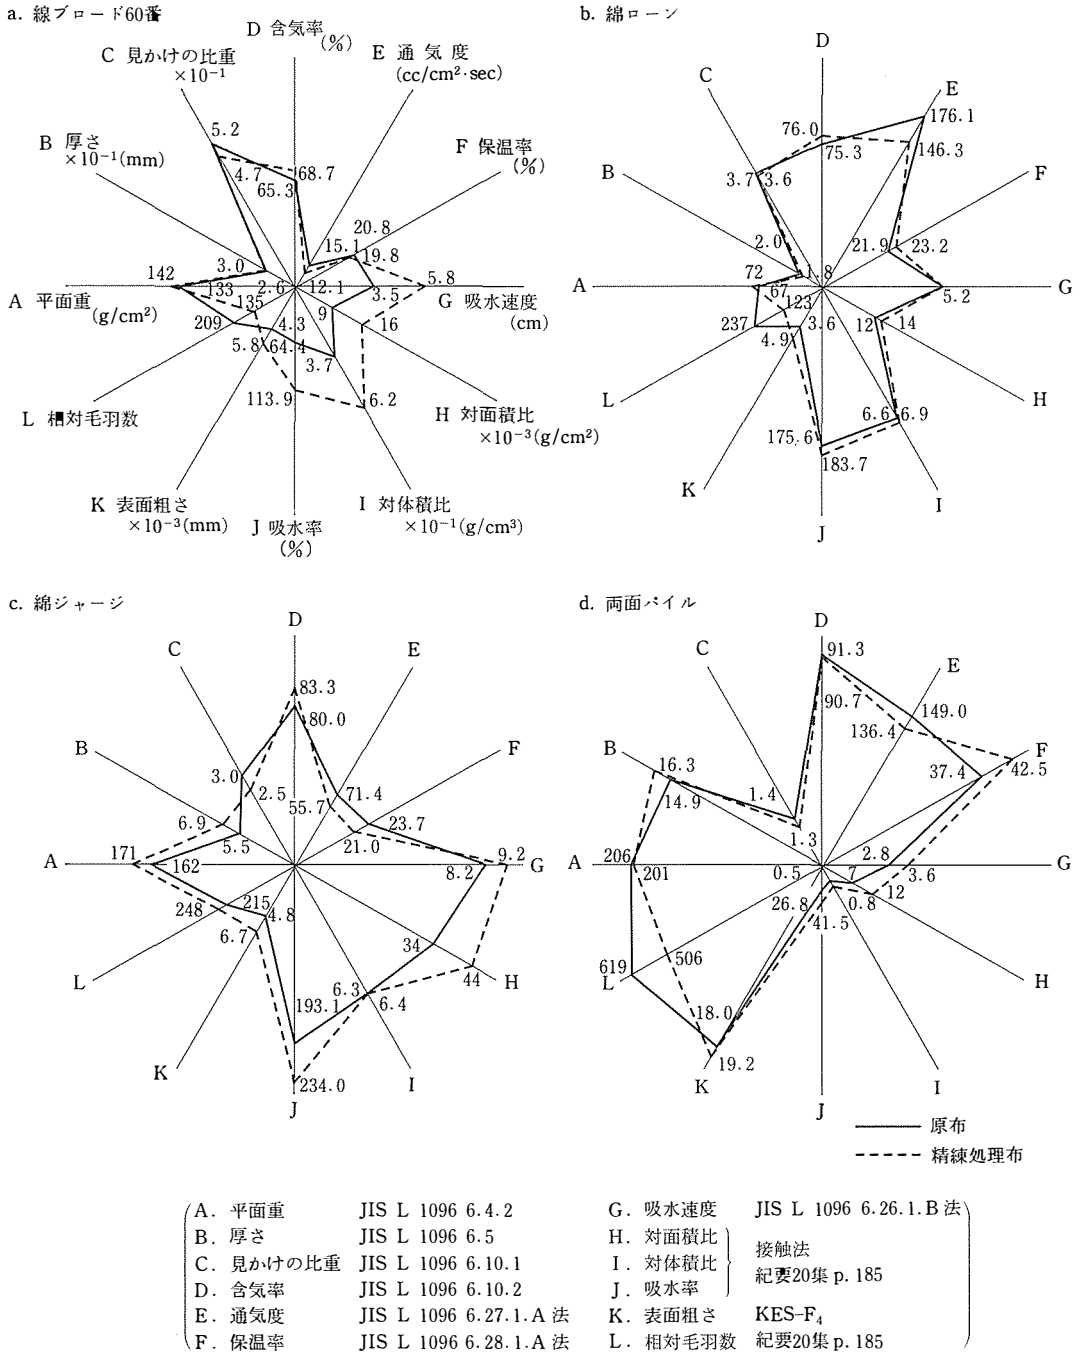 a. 線ブロード60番
D 含気率
(%)
C 見かけの比重
×10⁻¹
E 通気度
(cc/cm²·sec)
B 厚さ
×10⁻¹(mm)
F 保温率
(%)
A 平面重
(g/cm²)
G 吸水速度
(cm)
L 相対毛羽数
H 対面積比
×10⁻³(g/cm²)
K 表面粗さ
×10⁻³(mm)
J 吸水率
(%)
I 対体積比
×10⁻¹(g/cm³)
5.2
4.7
68.7
65.3
20.8
15.1
19.8
142
3.0
133
2.6
12.1
3.5
5.8
135
209
4.3
9
16
5.8
64.4
3.7
113.9
6.2
b. 綿ローン
D
C
E
B
F
A
G
L
H
K
I
J
76.0
75.3
176.1
146.3
3.7
3.6
2.0
1.8
21.9
23.2
72
67
5.2
123
237
4.9
3.6
12
14
6.6
6.9
175.6
183.7
c. 綿ジャージ
D
C
E
B
F
A
G
L
H
K
I
J
83.3
80.0
3.0
2.5
55.7
71.4
6.9
5.5
23.7
21.0
171
162
8.2
9.2
248
215
4.8
6.7
34
44
6.3
6.4
193.1
234.0
d. 両面パイル
D
C
E
B
F
A
G
L
H
K
I
J
91.3
90.7
149.0
136.4
16.3
14.9
1.4
1.3
37.4
42.5
206
201
0.5
2.8
3.6
7
12
26.8
0.8
41.5
619
506
18.0
19.2
原布
精練処理布
A. 平面重 JIS L 1096 6.4.2
B. 厚さ JIS L 1096 6.5
C. 見かけの比重 JIS L 1096 6.10.1
D. 含気率 JIS L 1096 6.10.2
E. 通気度 JIS L 1096 6.27.1.A法
F. 保温率 JIS L 1096 6.28.1.A法
G. 吸水速度 JIS L 1096 6.26.1.B法
H. 対面積比
I. 対体積比
J. 吸水率
接触法
紀要20集 p.185
K. 表面粗さ KES-F₄
L. 相対毛羽数 紀要20集 p.185